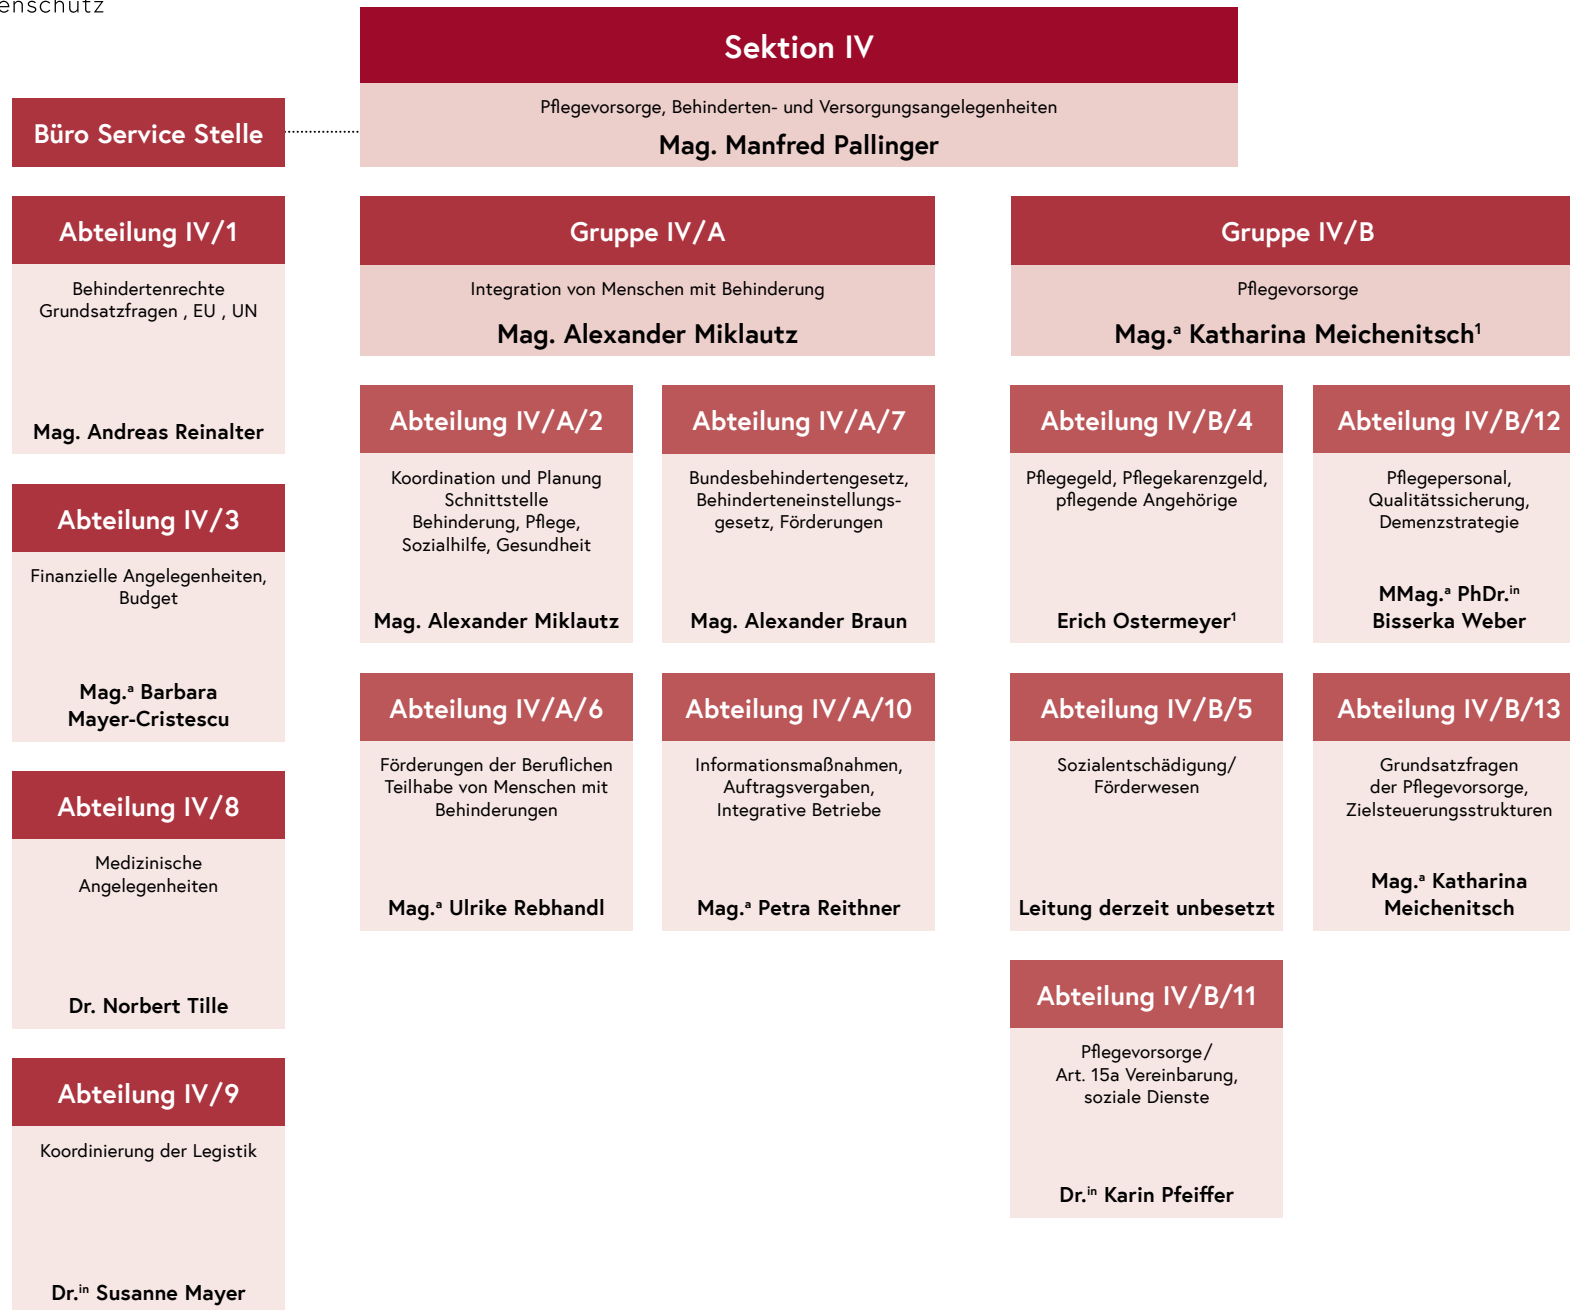 Sektion IV
Pflegevorsorge, Behinderten- und Versorgungsangelegenheiten
Mag. Manfred Pallinger
Büro Service Stelle
Abteilung IV/1
Behindertenrechte
Grundsatzfragen , EU , UN
Mag. Andreas Reinalter
Abteilung IV/3
Finanzielle Angelegenheiten,
Budget
Mag.ᵃ Barbara
Mayer-Cristescu
Abteilung IV/8
Medizinische
Angelegenheiten
Dr. Norbert Tille
Abteilung IV/9
Koordinierung der Legistik
Dr.ⁱⁿ Susanne Mayer
Gruppe IV/A
Integration von Menschen mit Behinderung
Mag. Alexander Miklautz
Abteilung IV/A/2
Koordination und Planung
Schnittstelle
Behinderung, Pflege,
Sozialhilfe, Gesundheit
Mag. Alexander Miklautz
Abteilung IV/A/7
Bundesbehindertengesetz,
Behinderteneinstellungs-
gesetz, Förderungen
Mag. Alexander Braun
Abteilung IV/A/6
Förderungen der Beruflichen
Teilhabe von Menschen mit
Behinderungen
Mag.ᵃ Ulrike Rebhandl
Abteilung IV/A/10
Informationsmaßnahmen,
Auftragsvergaben,
Integrative Betriebe
Mag.ᵃ Petra Reithner
Gruppe IV/B
Pflegevorsorge
Mag.ᵃ Katharina Meichenitsch¹
Abteilung IV/B/4
Pflegegeld, Pflegekarenzgeld,
pflegende Angehörige
Erich Ostermeyer¹
Abteilung IV/B/12
Pflegepersonal,
Qualitätssicherung,
Demenzstrategie
MMag.ᵃ PhDr.ⁱⁿ
Bisserka Weber
Abteilung IV/B/5
Sozialentschädigung/
Förderwesen
Leitung derzeit unbesetzt
Abteilung IV/B/13
Grundsatzfragen
der Pflegevorsorge,
Zielsteuerungsstrukturen
Mag.ᵃ Katharina
Meichenitsch
Abteilung IV/B/11
Pflegevorsorge/
Art. 15a Vereinbarung,
soziale Dienste
Dr.ⁱⁿ Karin Pfeiffer